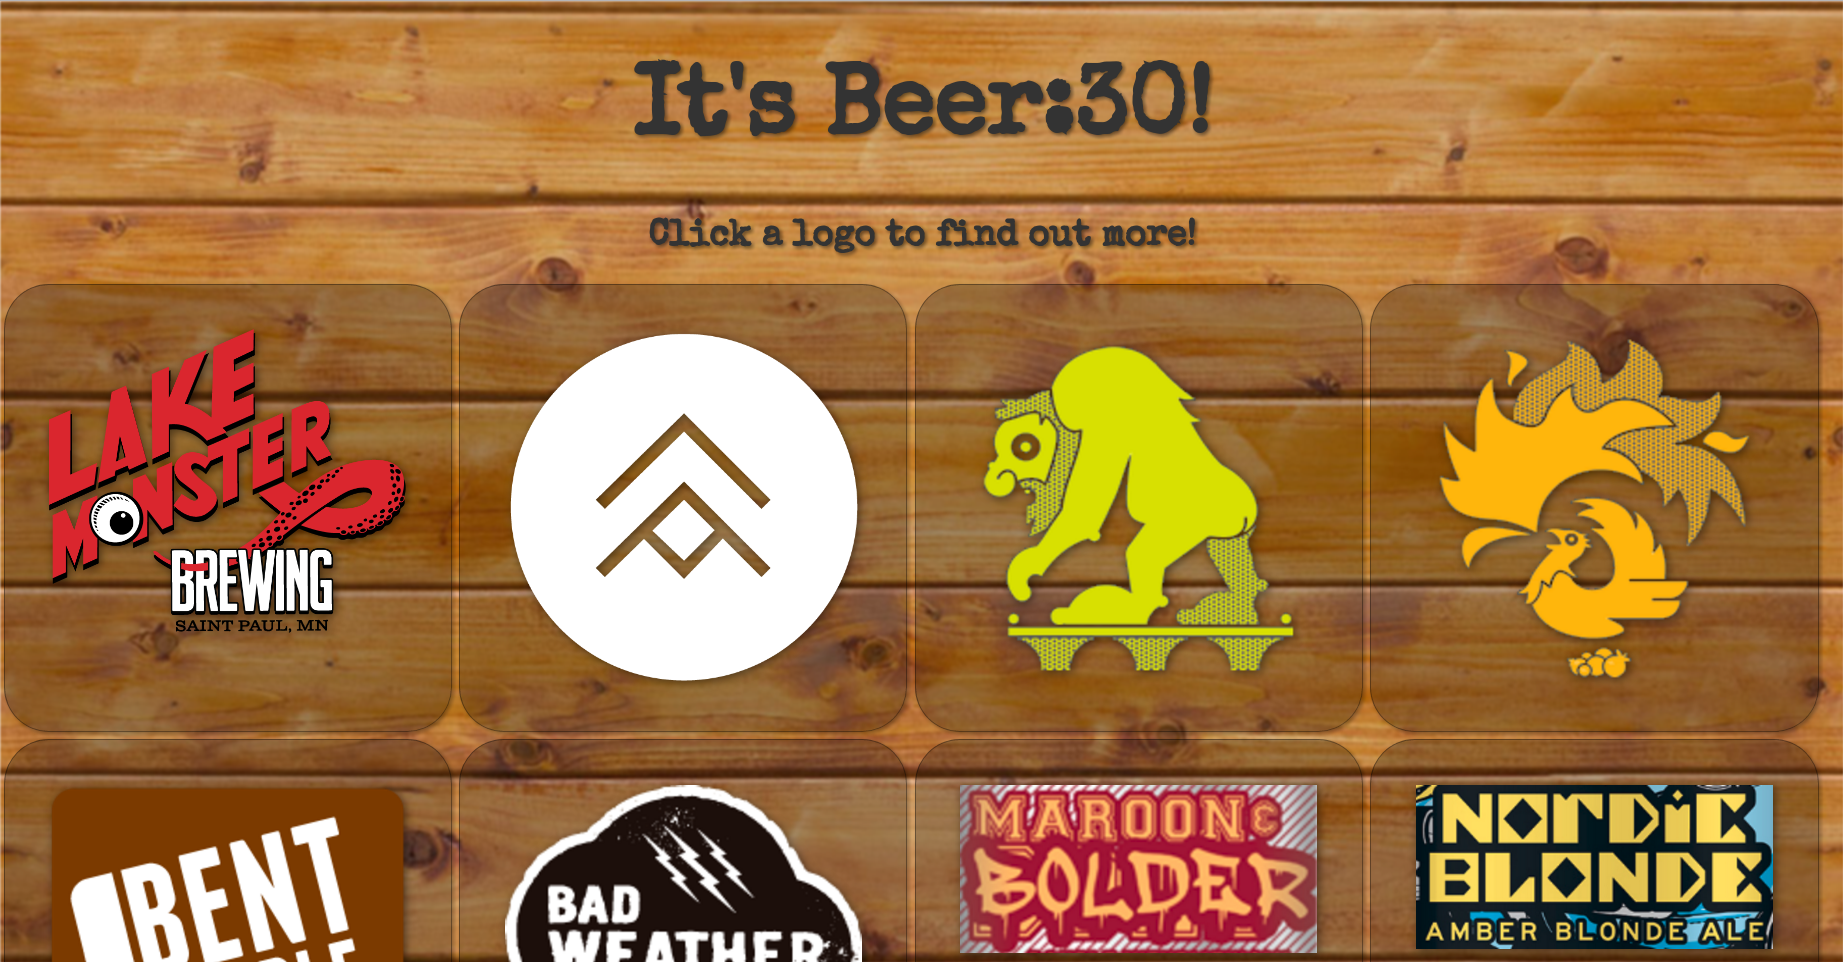 It's Beer:30!
Click a logo to find out more!
LAKE
MONSTER
BREWING
SAINT PAUL, MN
BENT
BAD
WEATHER
MAROON &
BOLDER
NORDIC
BLONDE
AMBER BLONDE ALE